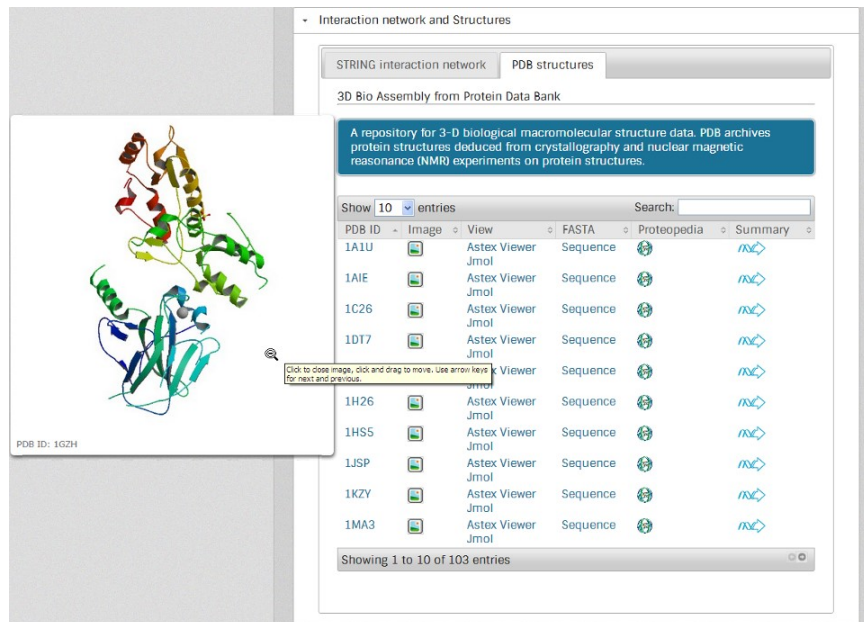 Interaction network and Structures
STRING interaction network PDB structures
3D Bio Assembly from Protein Data Bank
A repository for 3-D biological macromolecular structure data. PDB archives
protein structures deduced from crystallography and nuclear magnetic
reasonance (NMR) experiments on protein structures.
Show 10 entries Search:
PDB ID Image View FASTA Proteopedia Summary
1A1U Astex Viewer Sequence
Jmol
1AIE Astex Viewer Sequence
Jmol
1C26 Astex Viewer Sequence
Jmol
1DT7 Astex Viewer Sequence
Jmol
Viewer Sequence
Click to close image, click and drag to move. Use arrow keys
for next and previous.
Jmol
1H26 Astex Viewer Sequence
Jmol
1HS5 Astex Viewer Sequence
Jmol
1JSP Astex Viewer Sequence
Jmol
1KZY Astex Viewer Sequence
Jmol
1MA3 Astex Viewer Sequence
Jmol
Showing 1 to 10 of 103 entries
PDB ID: 1GZH